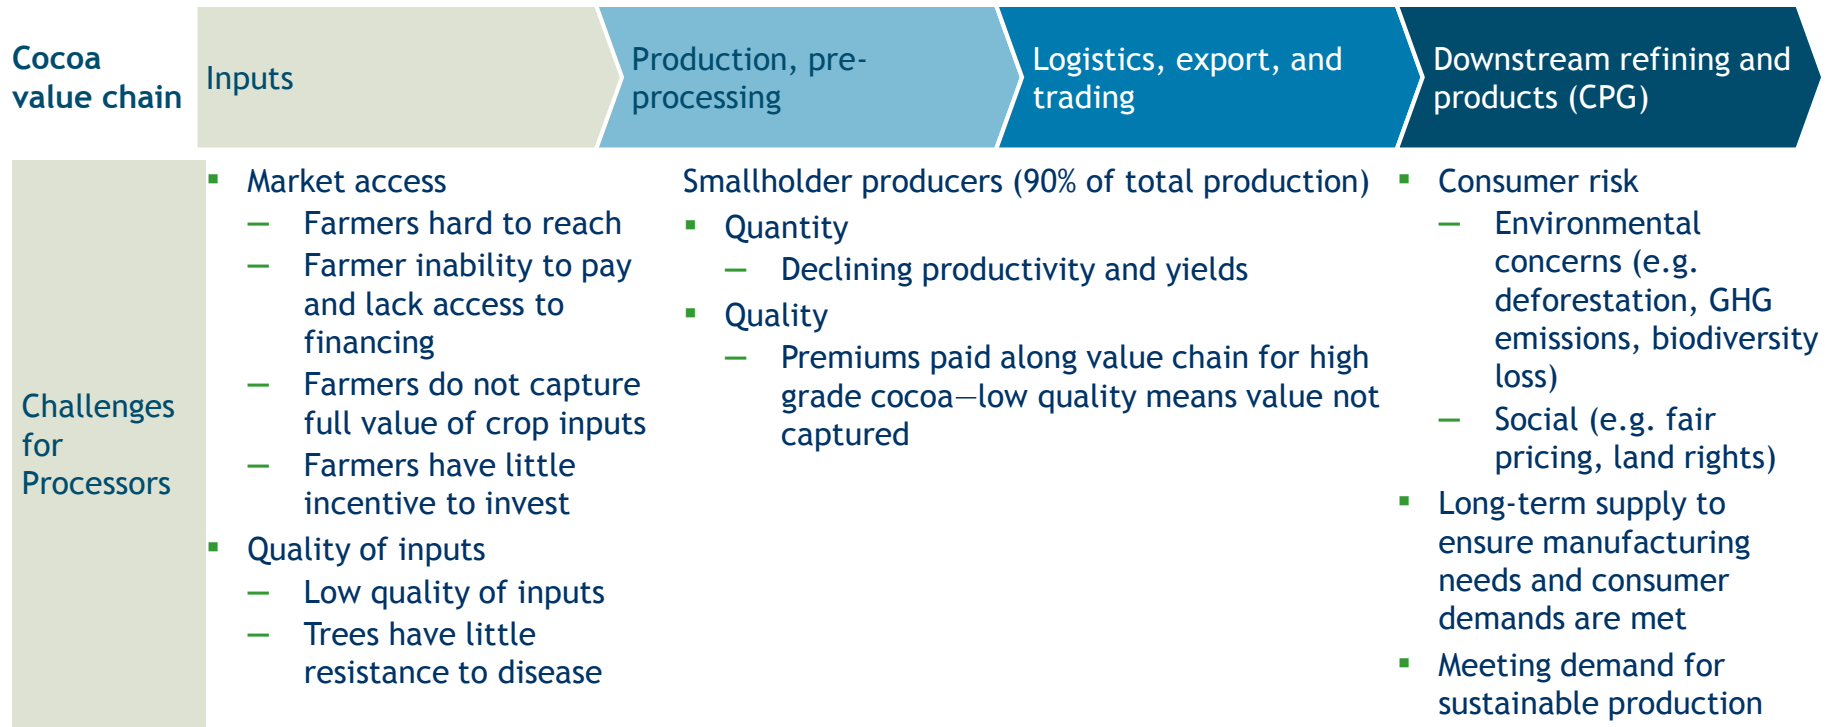 Cocoa
value chain
Inputs
Production, pre-
processing
Logistics, export, and
trading
Downstream refining and
products (CPG)
Challenges
for
Processors
▪ Market access
— Farmers hard to reach
— Farmer inability to pay
and lack access to
financing
— Farmers do not capture
full value of crop inputs
— Farmers have little
incentive to invest
▪ Quality of inputs
— Low quality of inputs
— Trees have little
resistance to disease
Smallholder producers (90% of total production)
▪ Quantity
— Declining productivity and yields
▪ Quality
— Premiums paid along value chain for high
grade cocoa—low quality means value not
captured
▪ Consumer risk
— Environmental
concerns (e.g.
deforestation, GHG
emissions, biodiversity
loss)
— Social (e.g. fair
pricing, land rights)
▪ Long-term supply to
ensure manufacturing
needs and consumer
demands are met
▪ Meeting demand for
sustainable production